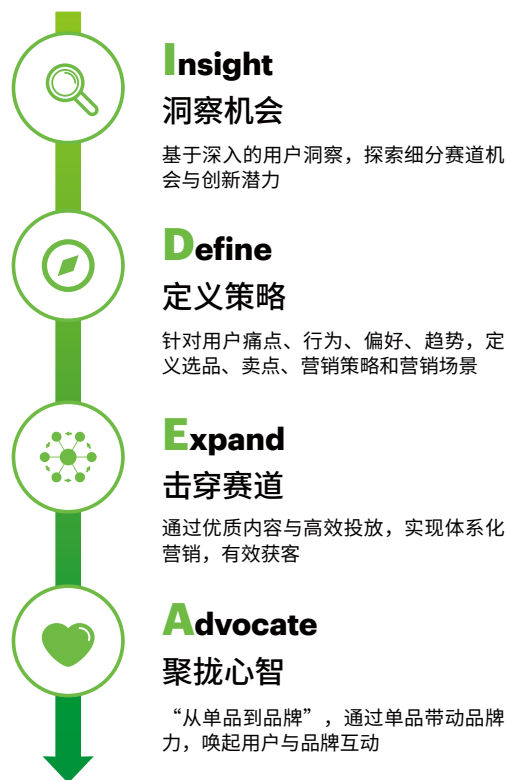 Insight
洞察机会
基于深入的用户洞察，探索细分赛道机
会与创新潜力
Define
定义策略
针对用户痛点、行为、偏好、趋势，定
义选品、卖点、营销策略和营销场景
Expand
击穿赛道
通过优质内容与高效投放，实现体系化
营销，有效获客
Advocate
聚拢心智
“从单品到品牌”，通过单品带动品牌
力，唤起用户与品牌互动